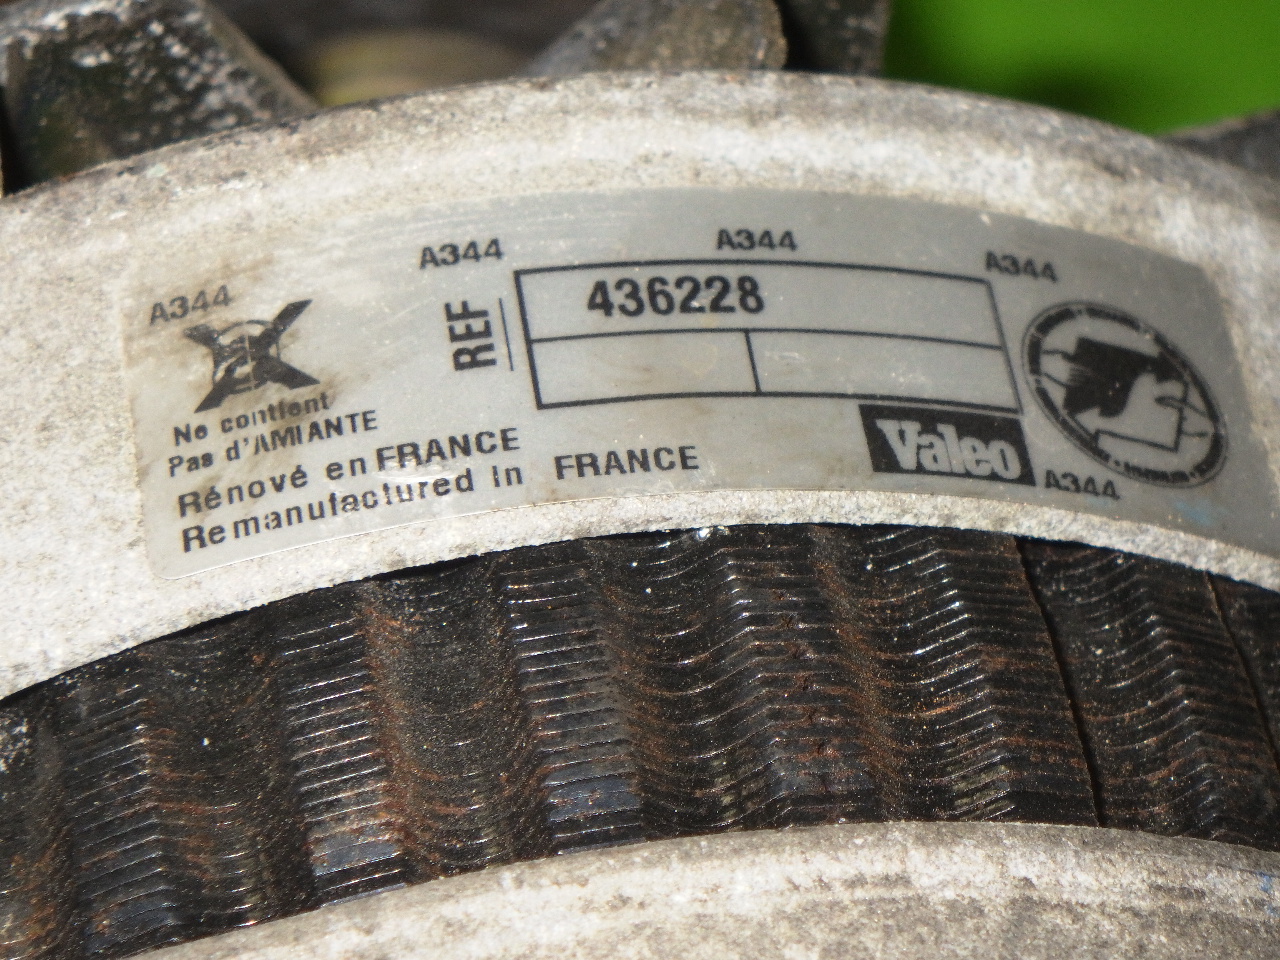 A344
A344
A344
A344
REF
436228
Ne contient
Pas d'AMIANTE
Rénové en FRANCE
Remanufactured in FRANCE
Valeo
A344